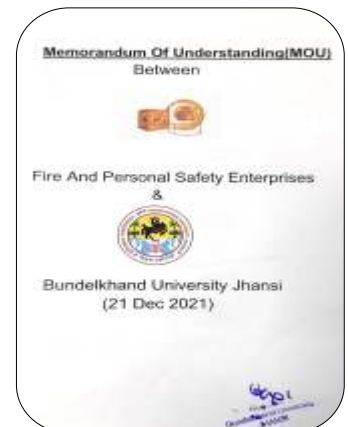 Memorandum Of Understanding(MOU)
Between
Fire And Personal Safety Enterprises
&
Bundelkhand University Jhansi
(21 Dec 2021)